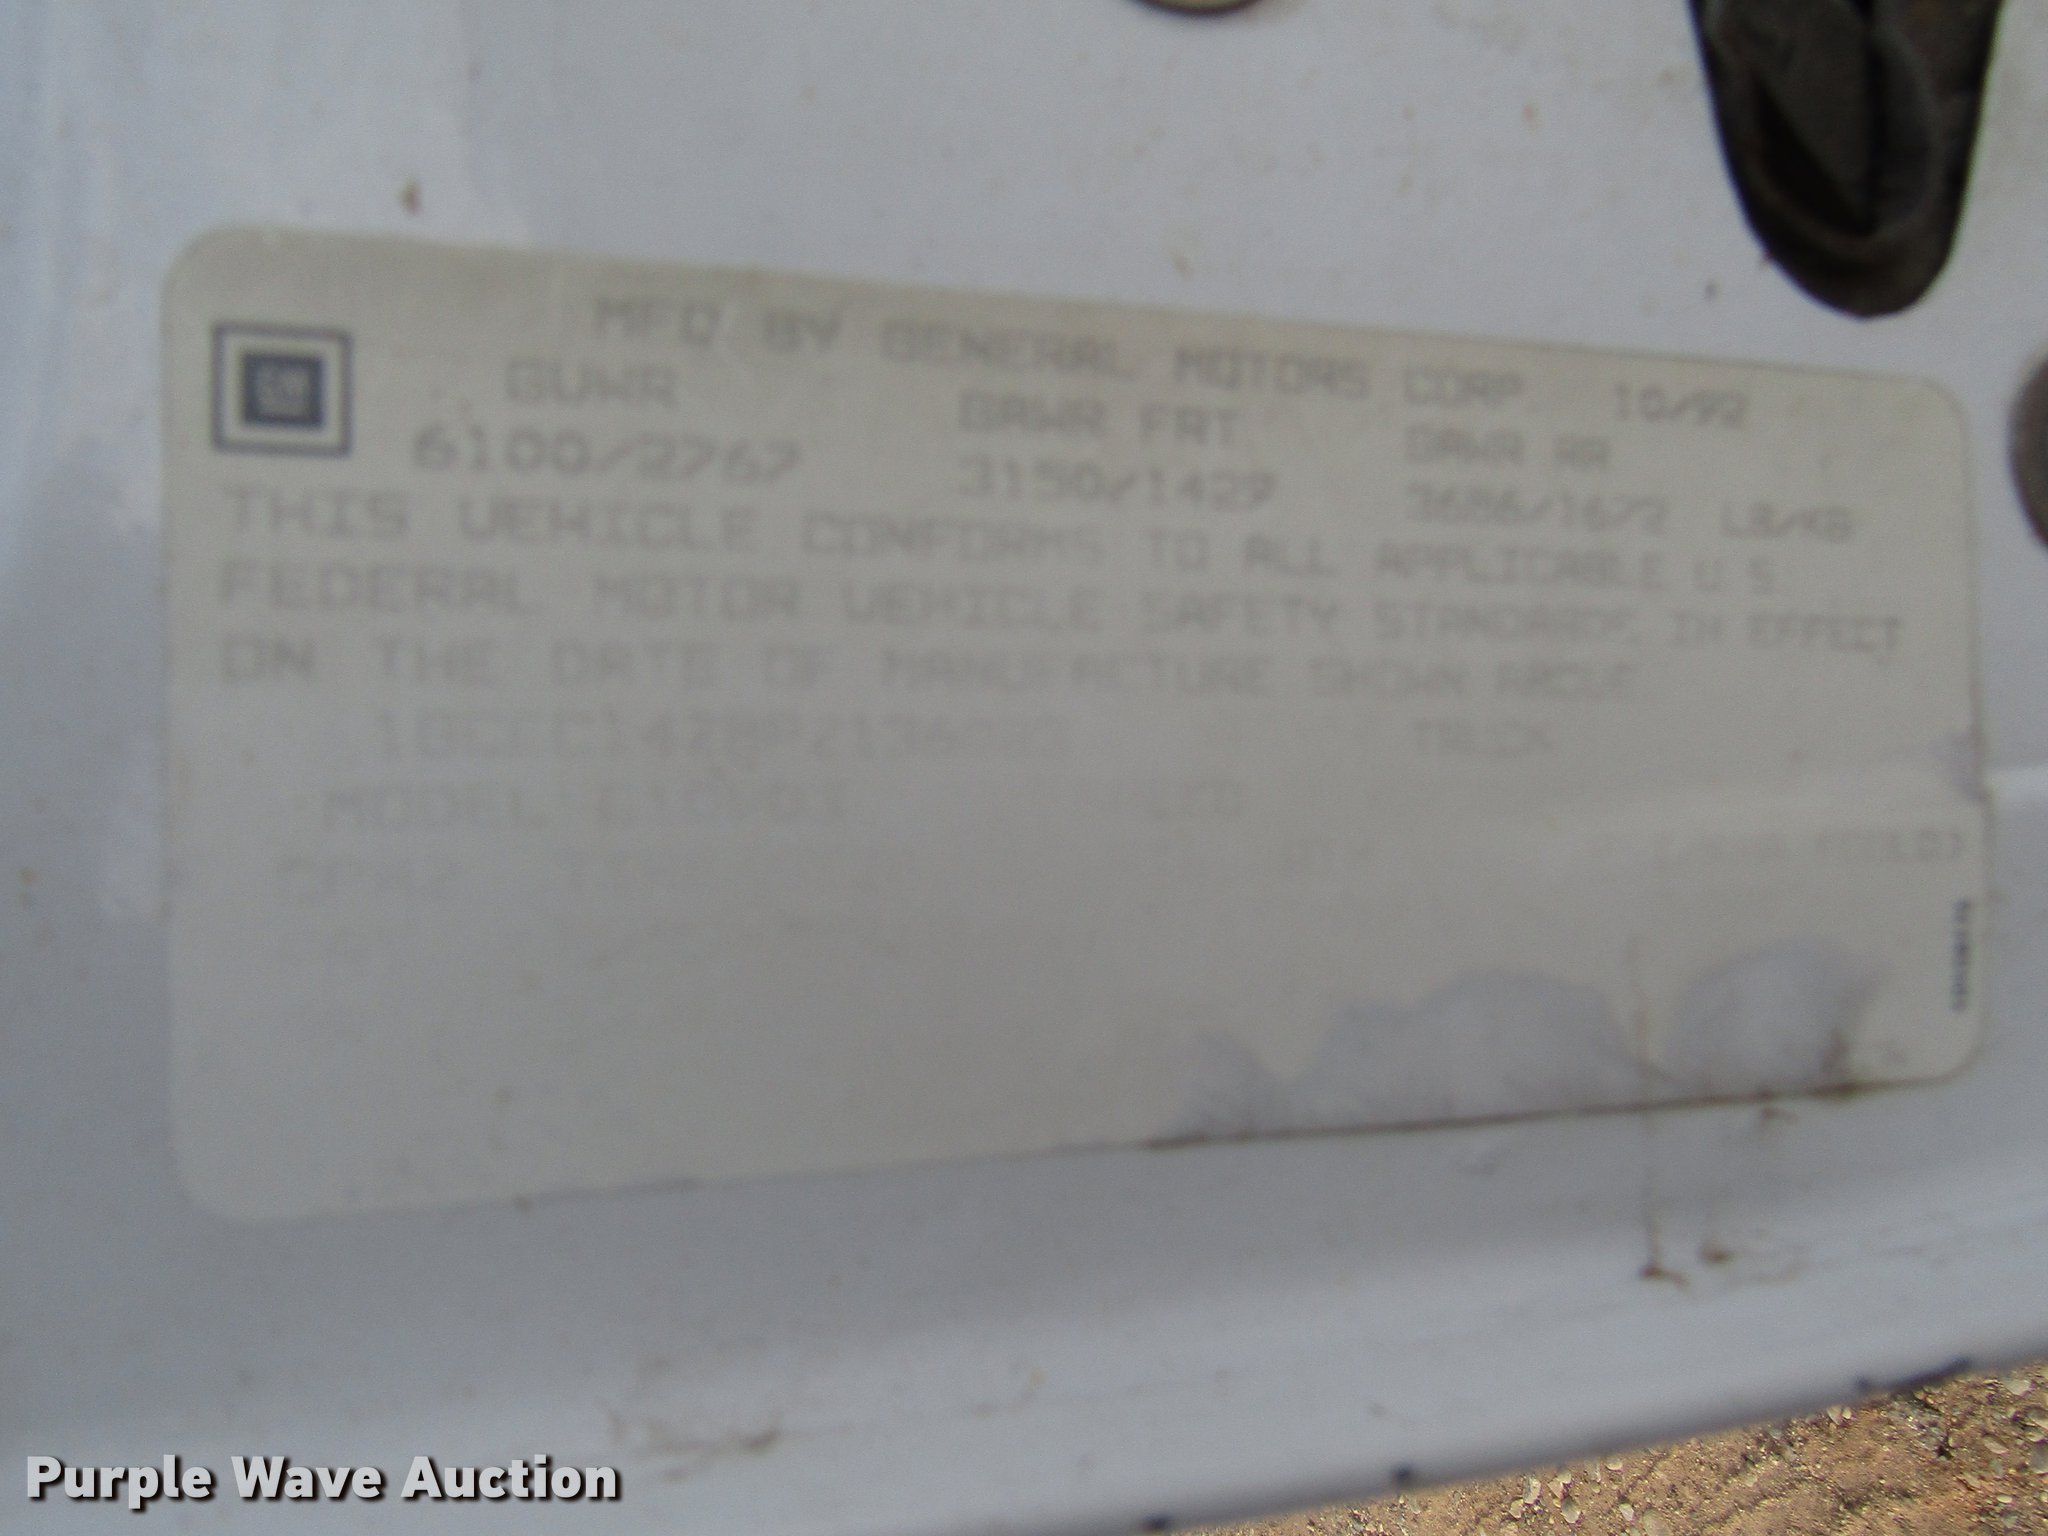 GM
MFD BY GENERAL MOTORS CORP 10/92
GVWR GAWR FRT GAWR RR
6100/2767 3150/1429 3686/1672 LB/KG
THIS VEHICLE CONFORMS TO ALL APPLICABLE U S
FEDERAL MOTOR VEHICLE SAFETY STANDARDS IN EFFECT
ON THE DATE OF MANUFACTURE SHOWN ABOVE
TRUCK
MODEL
Purple Wave Auction